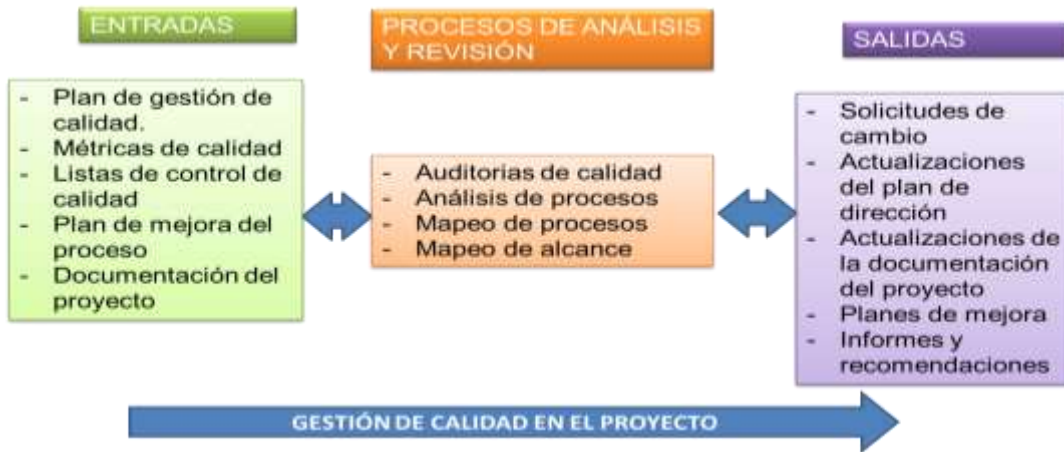 ENTRADAS
- Plan de gestión de
calidad.
- Métricas de calidad
- Listas de control de
calidad
- Plan de mejora del
proceso
- Documentación del
proyecto
PROCESOS DE ANÁLISIS
Y REVISIÓN
- Auditorias de calidad
- Análisis de procesos
- Mapeo de procesos
- Mapeo de alcance
SALIDAS
- Solicitudes de
cambio
- Actualizaciones
del plan de
dirección
- Actualizaciones de
la documentación
del proyecto
- Planes de mejora
- Informes y
recomendaciones
GESTIÓN DE CALIDAD EN EL PROYECTO